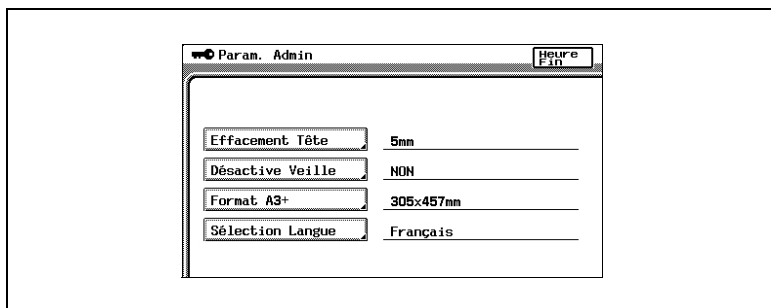 Param. Admin
Heure
Fin
Effacement Tête 5mm
Désactive Veille NON
Format A3+ 305x457mm
Sélection Langue Français